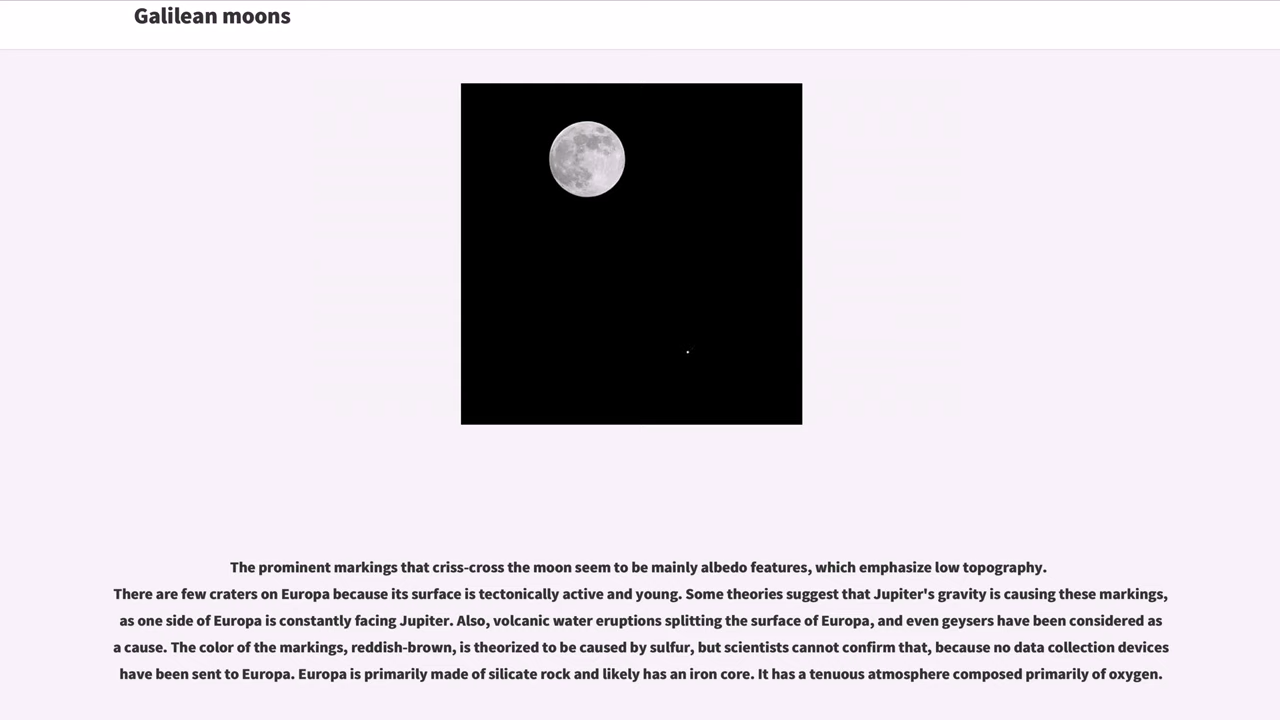 Galilean moons
The prominent markings that criss-cross the moon seem to be mainly albedo features, which emphasize low topography.
There are few craters on Europa because its surface is tectonically active and young. Some theories suggest that Jupiter's gravity is causing these markings,
as one side of Europa is constantly facing Jupiter. Also, volcanic water eruptions splitting the surface of Europa, and even geysers have been considered as
a cause. The color of the markings, reddish-brown, is theorized to be caused by sulfur, but scientists cannot confirm that, because no data collection devices
have been sent to Europa. Europa is primarily made of silicate rock and likely has an iron core. It has a tenuous atmosphere composed primarily of oxygen.